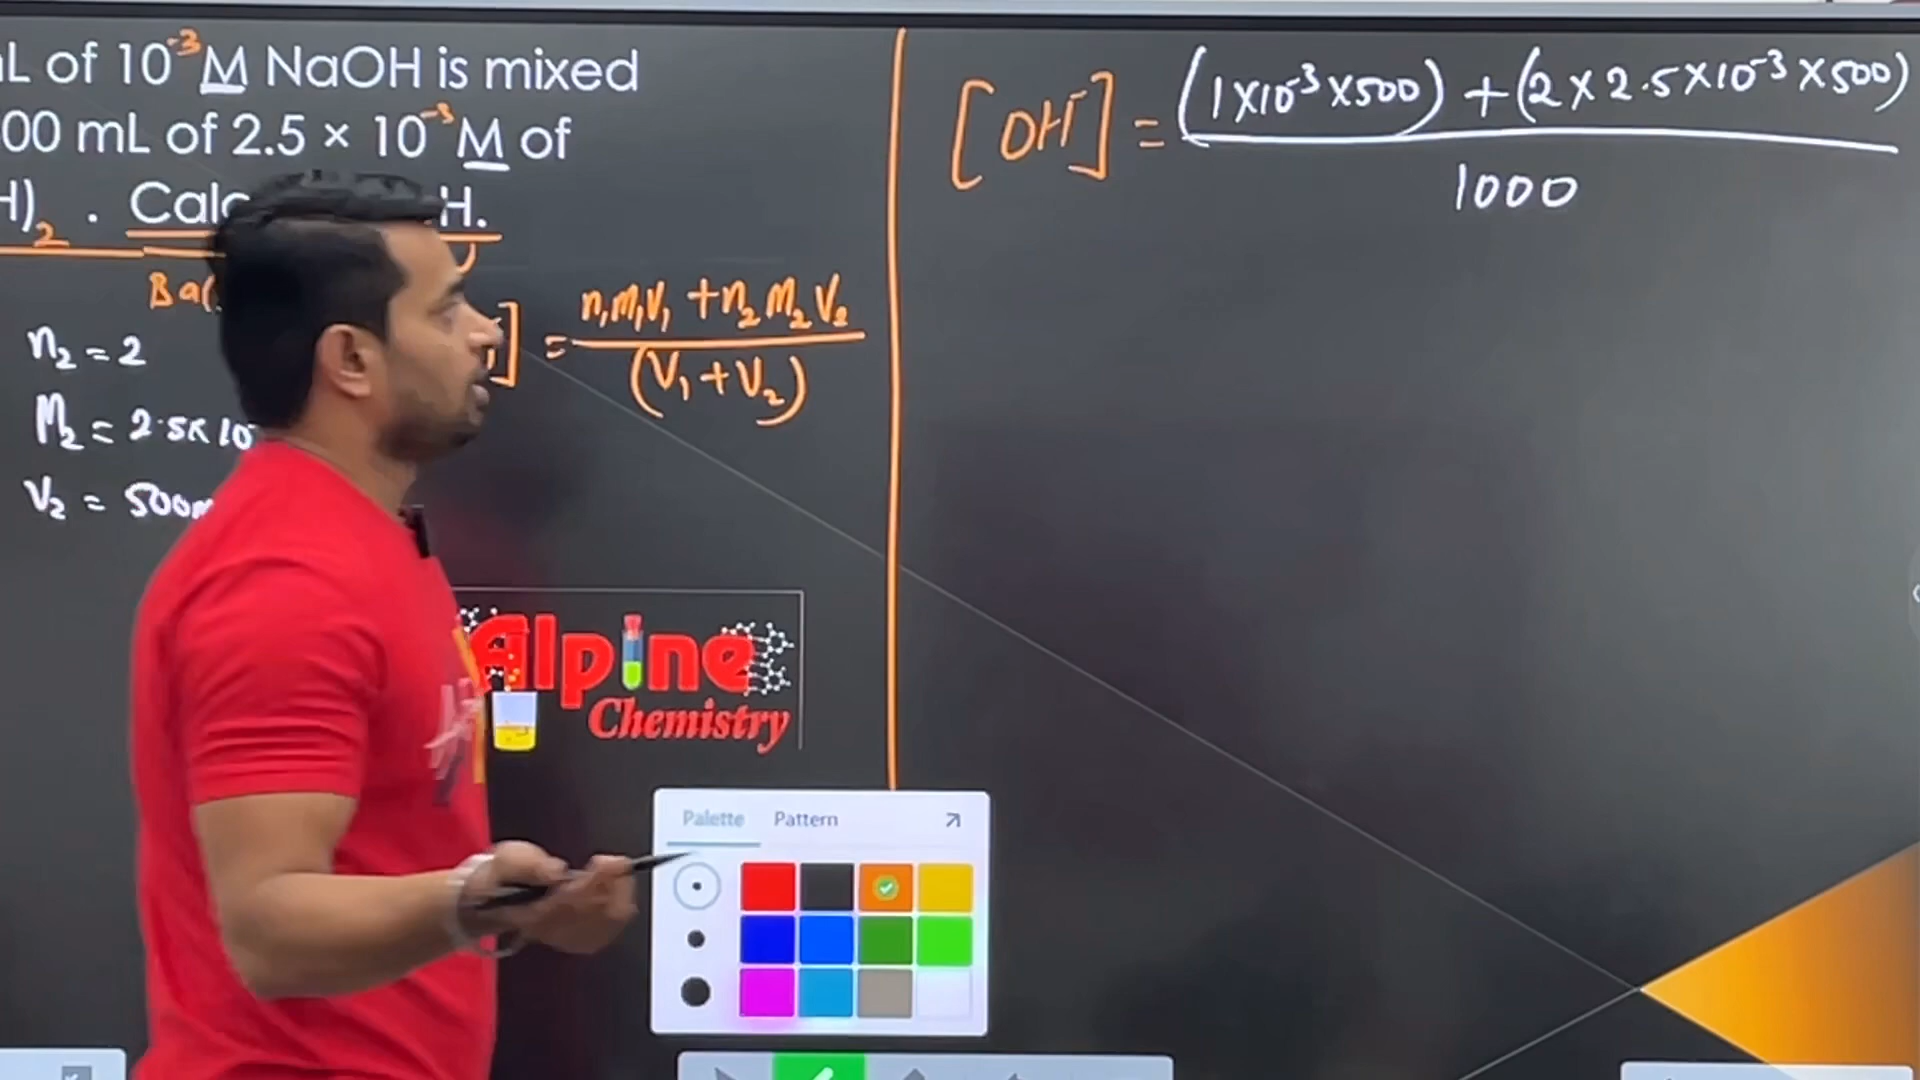 L of 10⁻³ M NaOH is mixed
00 mL of 2.5 × 10⁻³ M of
H)₂ . Calc H.
Ba(
n₂ = 2
M₂ = 2.5 × 10
V₂ = 500m
] = n₁M₁V₁ + n₂M₂V₂
(V₁ + V₂)
[OH⁻] = (1×10⁻³×500) + (2×2.5×10⁻³×500)
1000
Alpine
Chemistry
Palette Pattern